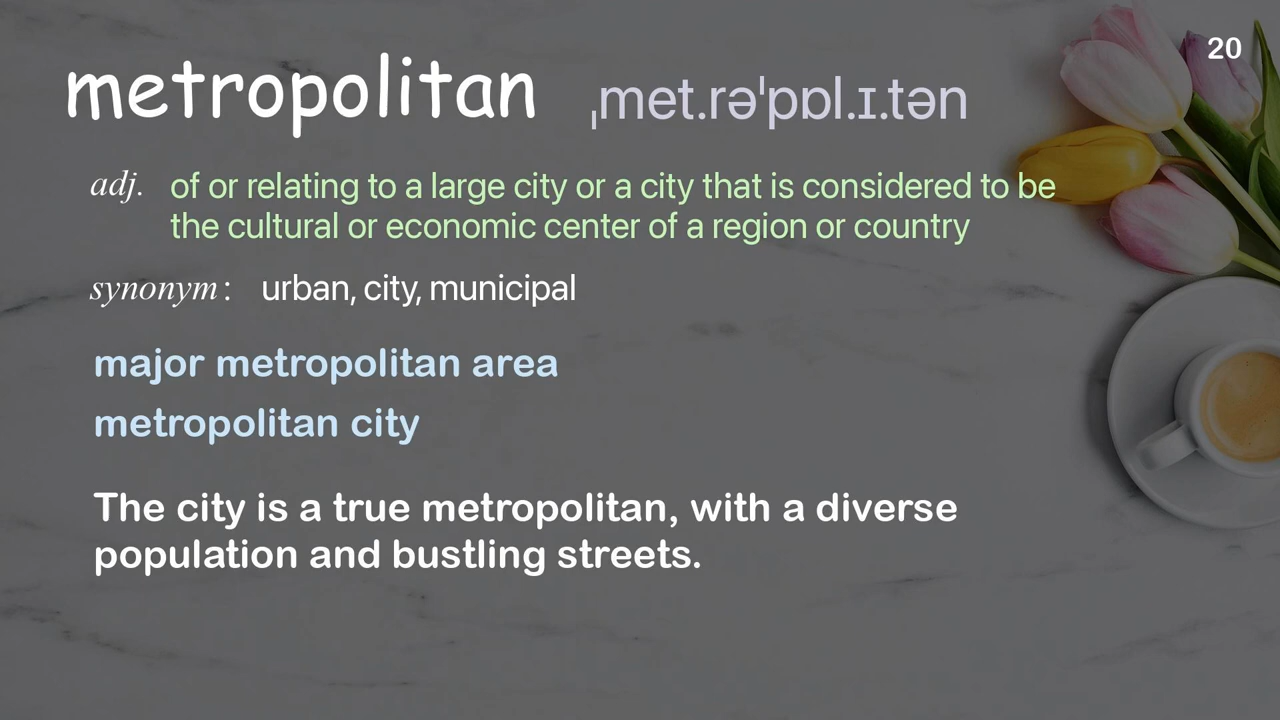 20
metropolitan ˌmet.rəˈpɒl.ɪ.tən
adj. of or relating to a large city or a city that is considered to be
the cultural or economic center of a region or country
synonym : urban, city, municipal
major metropolitan area
metropolitan city
The city is a true metropolitan, with a diverse
population and bustling streets.